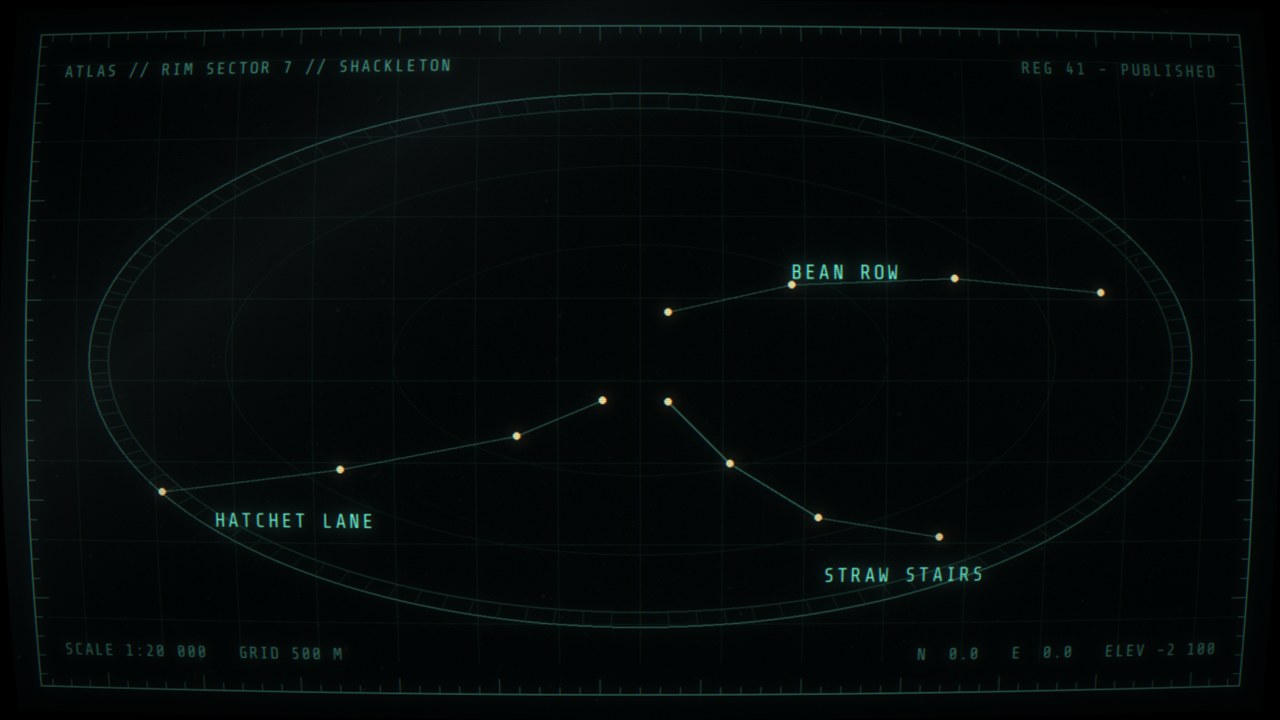 ATLAS // RIM SECTOR 7 // SHACKLETON
REG 41 - PUBLISHED
BEAN ROW
HATCHET LANE
STRAW STAIRS
SCALE 1:20 000 GRID 500 M
N 0.0 E 0.0 ELEV -2 100